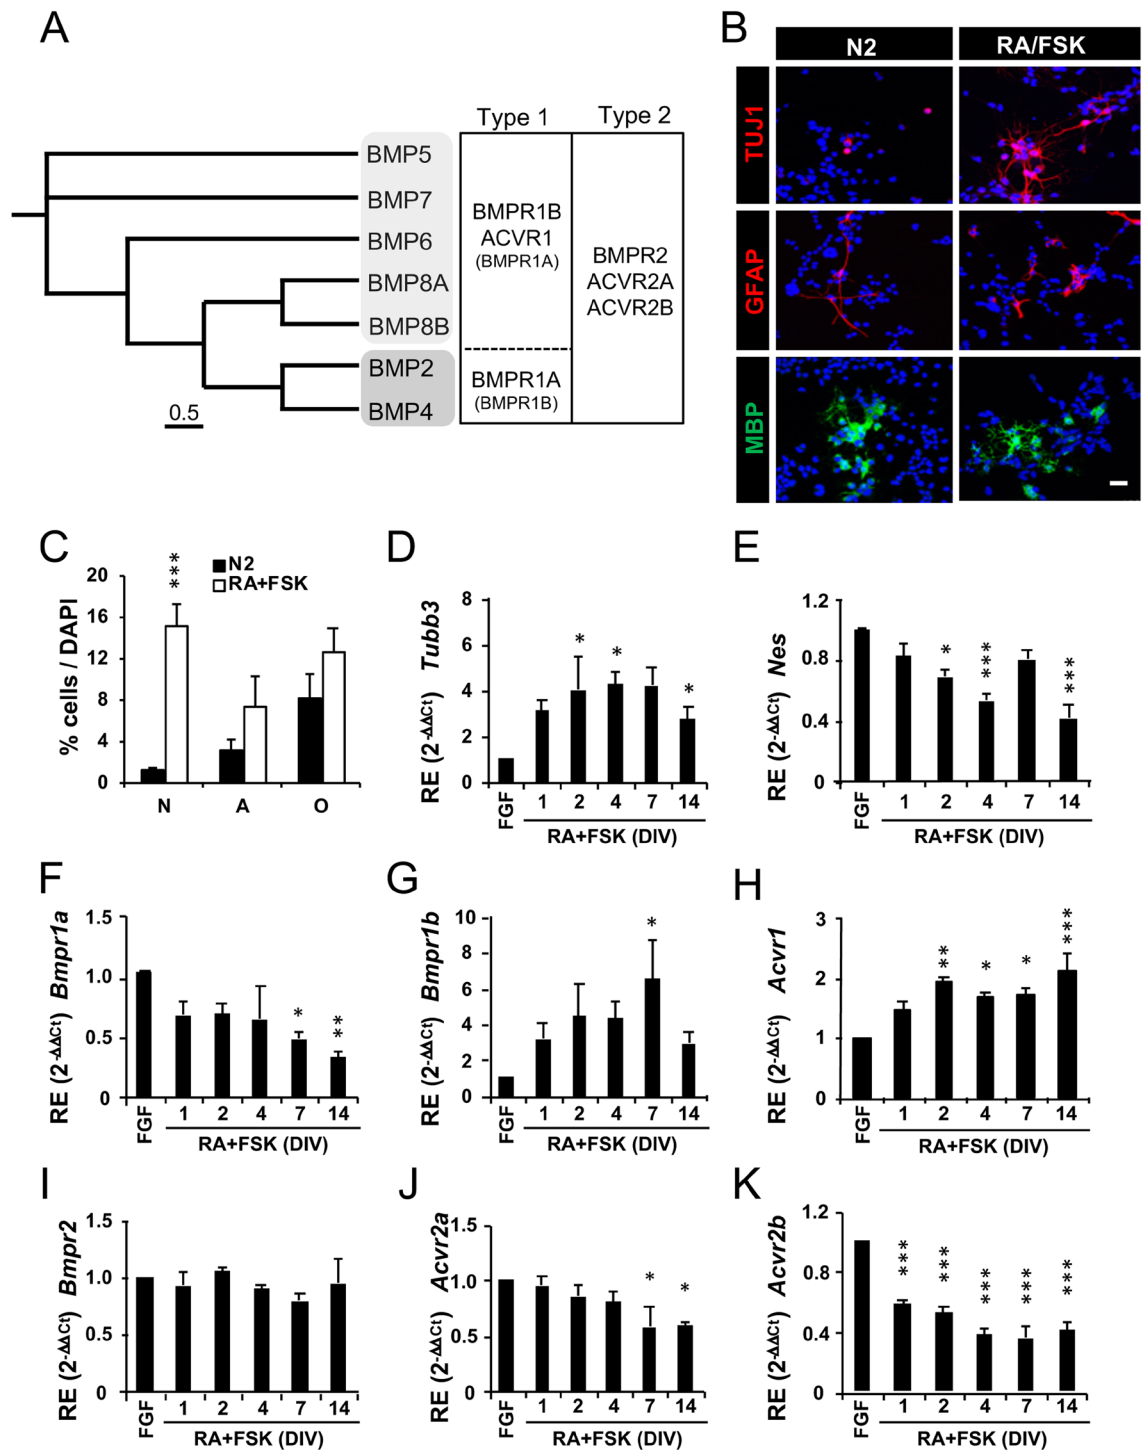 A
Type 1
Type 2
BMP5
BMP7
BMP6
BMP8A
BMP8B
BMP2
BMP4
BMPR1B
ACVR1
(BMPR1A)
BMPR1A
(BMPR1B)
BMPR2
ACVR2A
ACVR2B
0.5
B
N2
RA/FSK
TUJ1
GFAP
MBP
C
% cells / DAPI
20
16
12
8
4
0
***
N2
RA+FSK
N A O
D
RE (2-ΔΔCt) Tubb3
8
6
4
2
0
* * *
FGF 1 2 4 7 14
RA+FSK (DIV)
E
RE (2-ΔΔCt) Nes
1.2
0.8
0.4
0
* *** ***
FGF 1 2 4 7 14
RA+FSK (DIV)
F
RE (2-ΔΔCt) Bmpr1a
1.5
1.0
0.5
0
* **
FGF 1 2 4 7 14
RA+FSK (DIV)
G
RE (2-ΔΔCt) Bmpr1b
10
8
6
4
2
0
*
FGF 1 2 4 7 14
RA+FSK (DIV)
H
RE (2-ΔΔCt) Acvr1
3
2
1
0
** * * ***
FGF 1 2 4 7 14
RA+FSK (DIV)
I
RE (2-ΔΔCt) Bmpr2
1.5
1.0
0.5
0
FGF 1 2 4 7 14
RA+FSK (DIV)
J
RE (2-ΔΔCt) Acvr2a
1.5
1.0
0.5
0
* *
FGF 1 2 4 7 14
RA+FSK (DIV)
K
RE (2-ΔΔCt) Acvr2b
1.2
0.8
0.4
0
*** *** *** *** ***
FGF 1 2 4 7 14
RA+FSK (DIV)